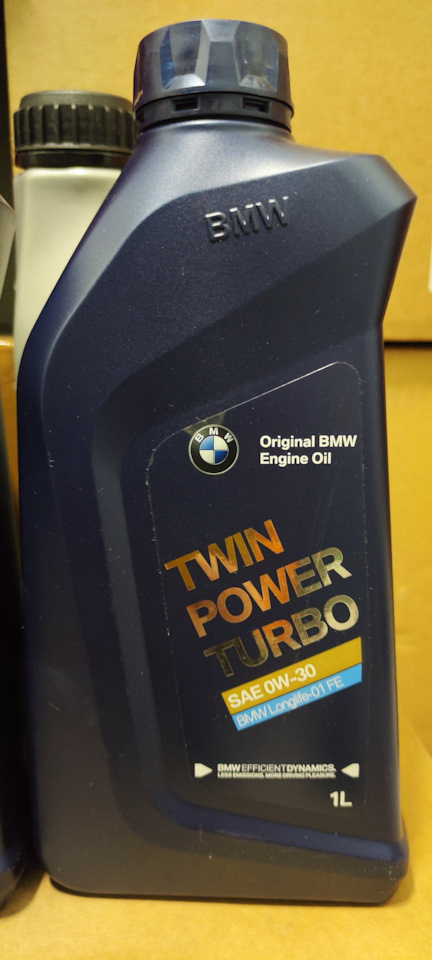 BMW
BMW
Original BMW
Engine Oil
TWIN
POWER
TURBO
SAE 0W-30
BMW Longlife-01 FE
BMW EFFICIENTDYNAMICS.
LESS EMISSIONS. MORE DRIVING PLEASURE.
1L